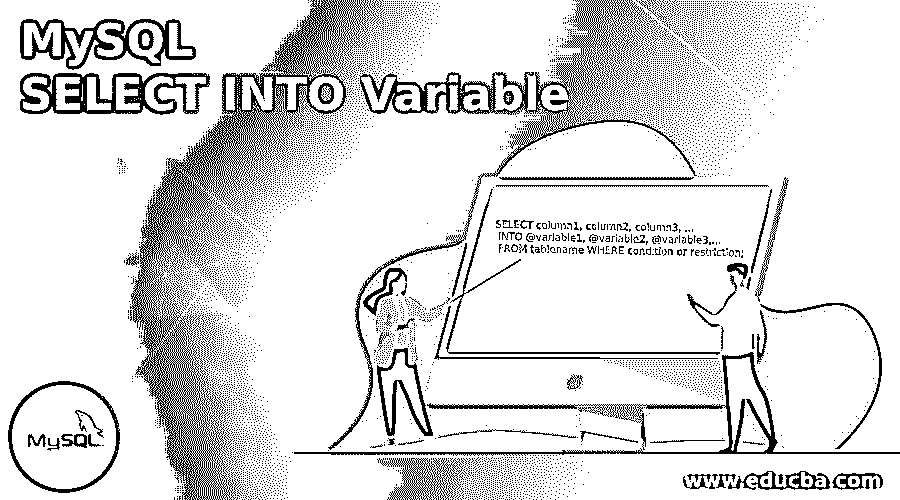 MySQL
SELECT INTO Variable
SELECT column1, column2, column3, ...
INTO @variable1, @variable2, @variable3,...
FROM tablename WHERE condition or restriction;
MySQL
www.educba.com